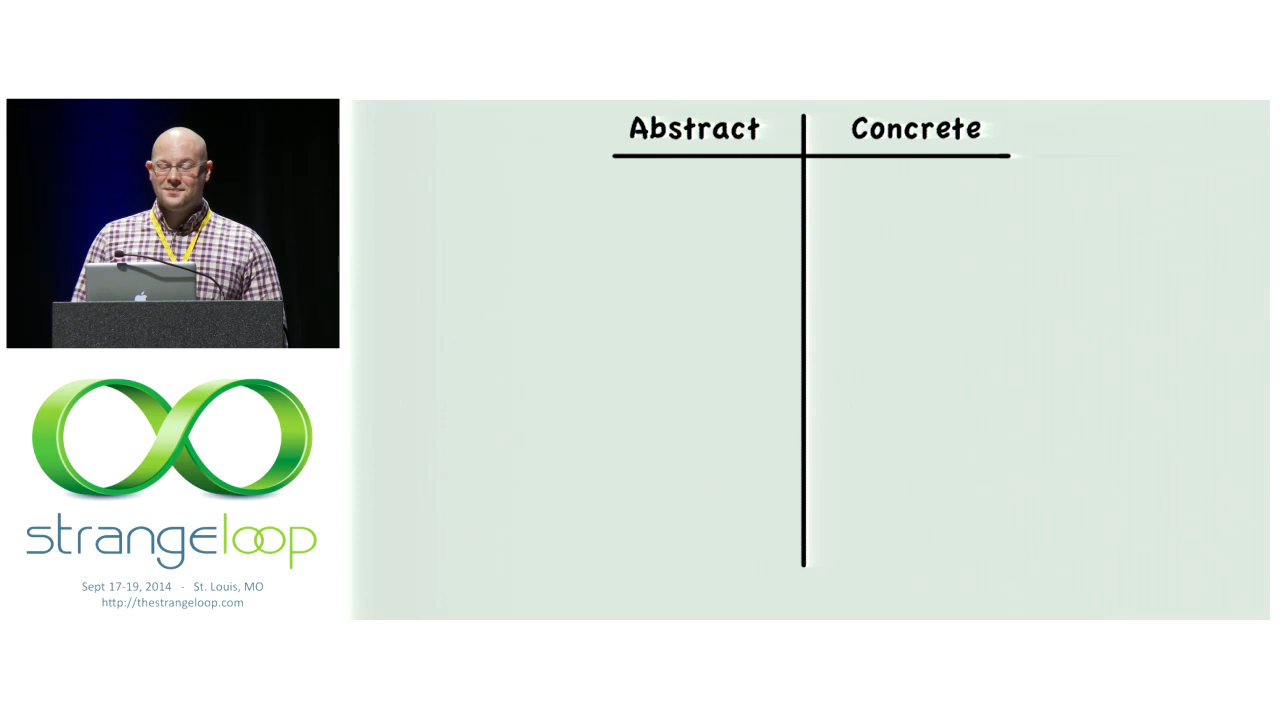 Abstract Concrete
strangeloop
Sept 17-19, 2014 - St. Louis, MO
http://thestrangeloop.com